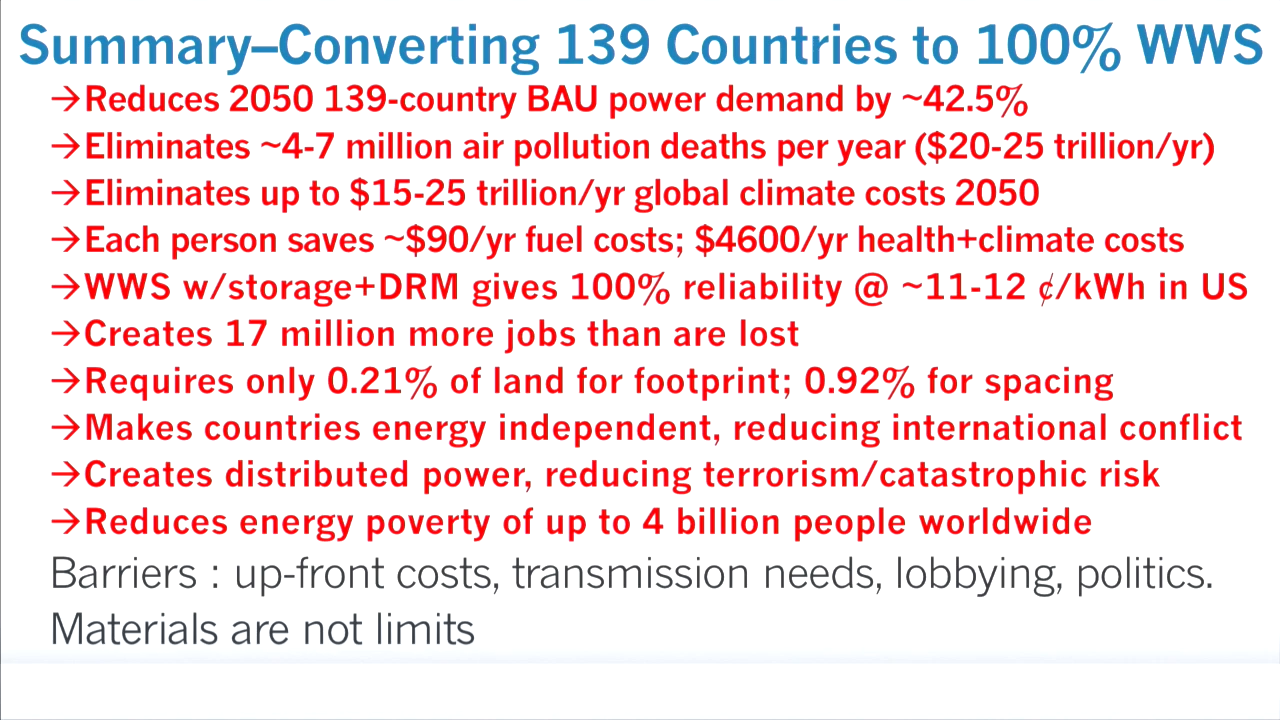 Summary–Converting 139 Countries to 100% WWS
→Reduces 2050 139-country BAU power demand by ~42.5%
→Eliminates ~4-7 million air pollution deaths per year ($20-25 trillion/yr)
→Eliminates up to $15-25 trillion/yr global climate costs 2050
→Each person saves ~$90/yr fuel costs; $4600/yr health+climate costs
→WWS w/storage+DRM gives 100% reliability @ ~11-12 ¢/kWh in US
→Creates 17 million more jobs than are lost
→Requires only 0.21% of land for footprint; 0.92% for spacing
→Makes countries energy independent, reducing international conflict
→Creates distributed power, reducing terrorism/catastrophic risk
→Reduces energy poverty of up to 4 billion people worldwide
Barriers : up-front costs, transmission needs, lobbying, politics.
Materials are not limits